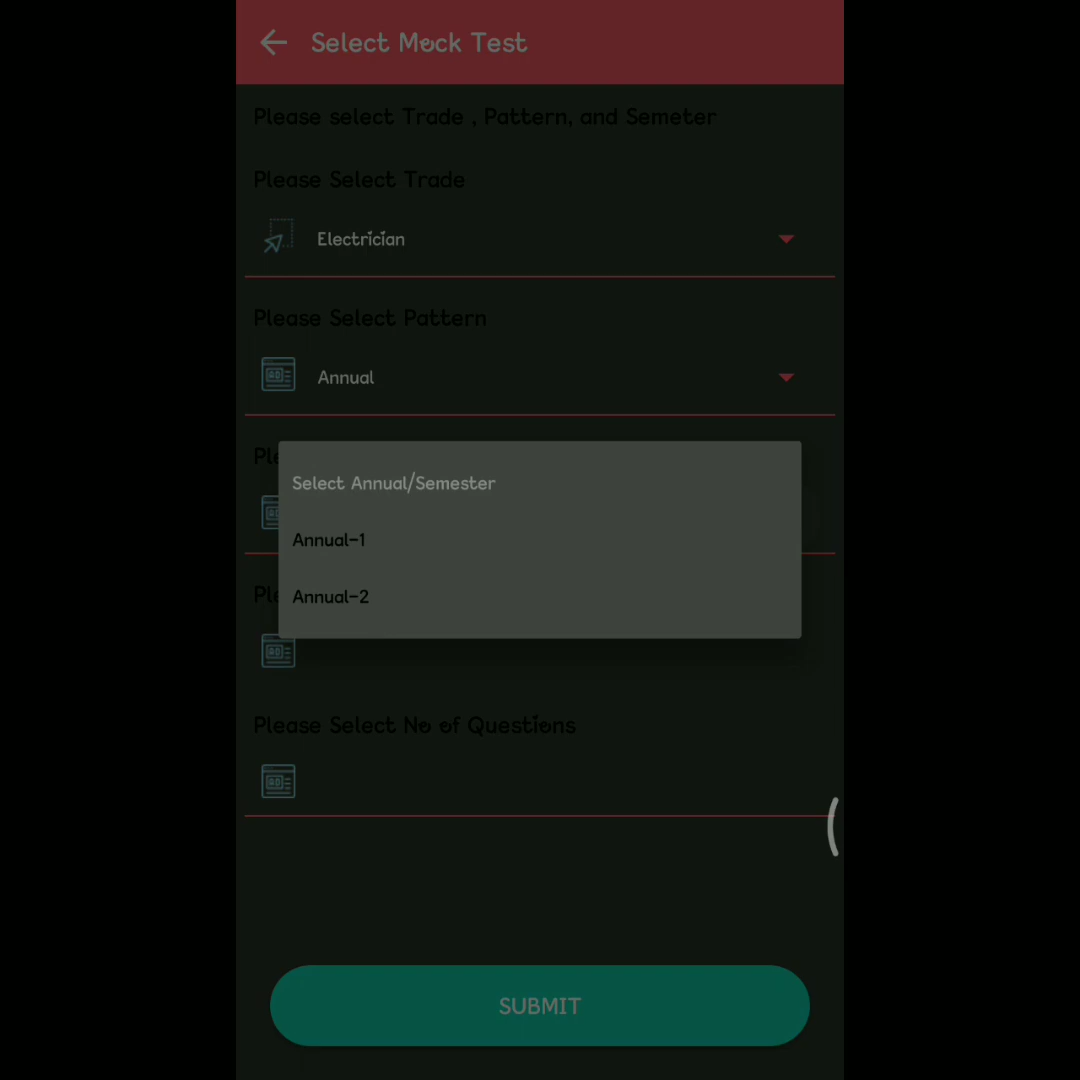 Select Mock Test
Please select Trade , Pattern, and Semeter
Please Select Trade
Electrician
Please Select Pattern
Annual
Select Annual/Semester
Annual-1
Annual-2
Please Select No of Questions
SUBMIT